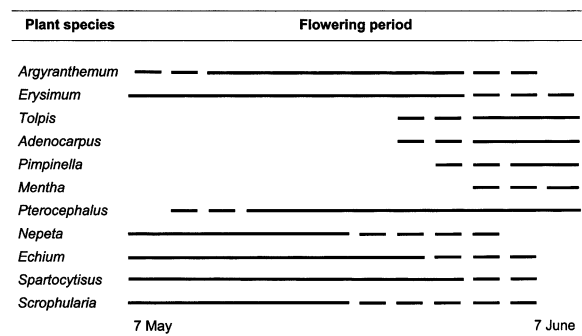 Plant species Flowering period
Argyranthemum
Erysimum
Tolpis
Adenocarpus
Pimpinella
Mentha
Pterocephalus
Nepeta
Echium
Spartocytisus
Scrophularia
7 May 7 June